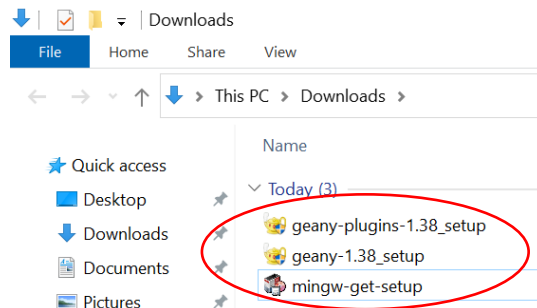 Downloads
File Home Share View
This PC > Downloads >
Name
Quick access
Today (3)
Desktop
geany-plugins-1.38_setup
Downloads
geany-1.38_setup
Documents
mingw-get-setup
Pictures